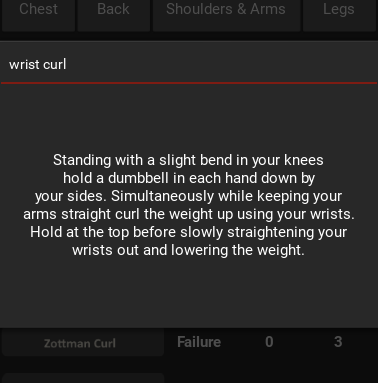 Chest Back Shoulders & Arms Legs
wrist curl
Standing with a slight bend in your knees
hold a dumbbell in each hand down by
your sides. Simultaneously while keeping your
arms straight curl the weight up using your wrists.
Hold at the top before slowly straightening your
wrists out and lowering the weight.
Zottman Curl Failure 0 3